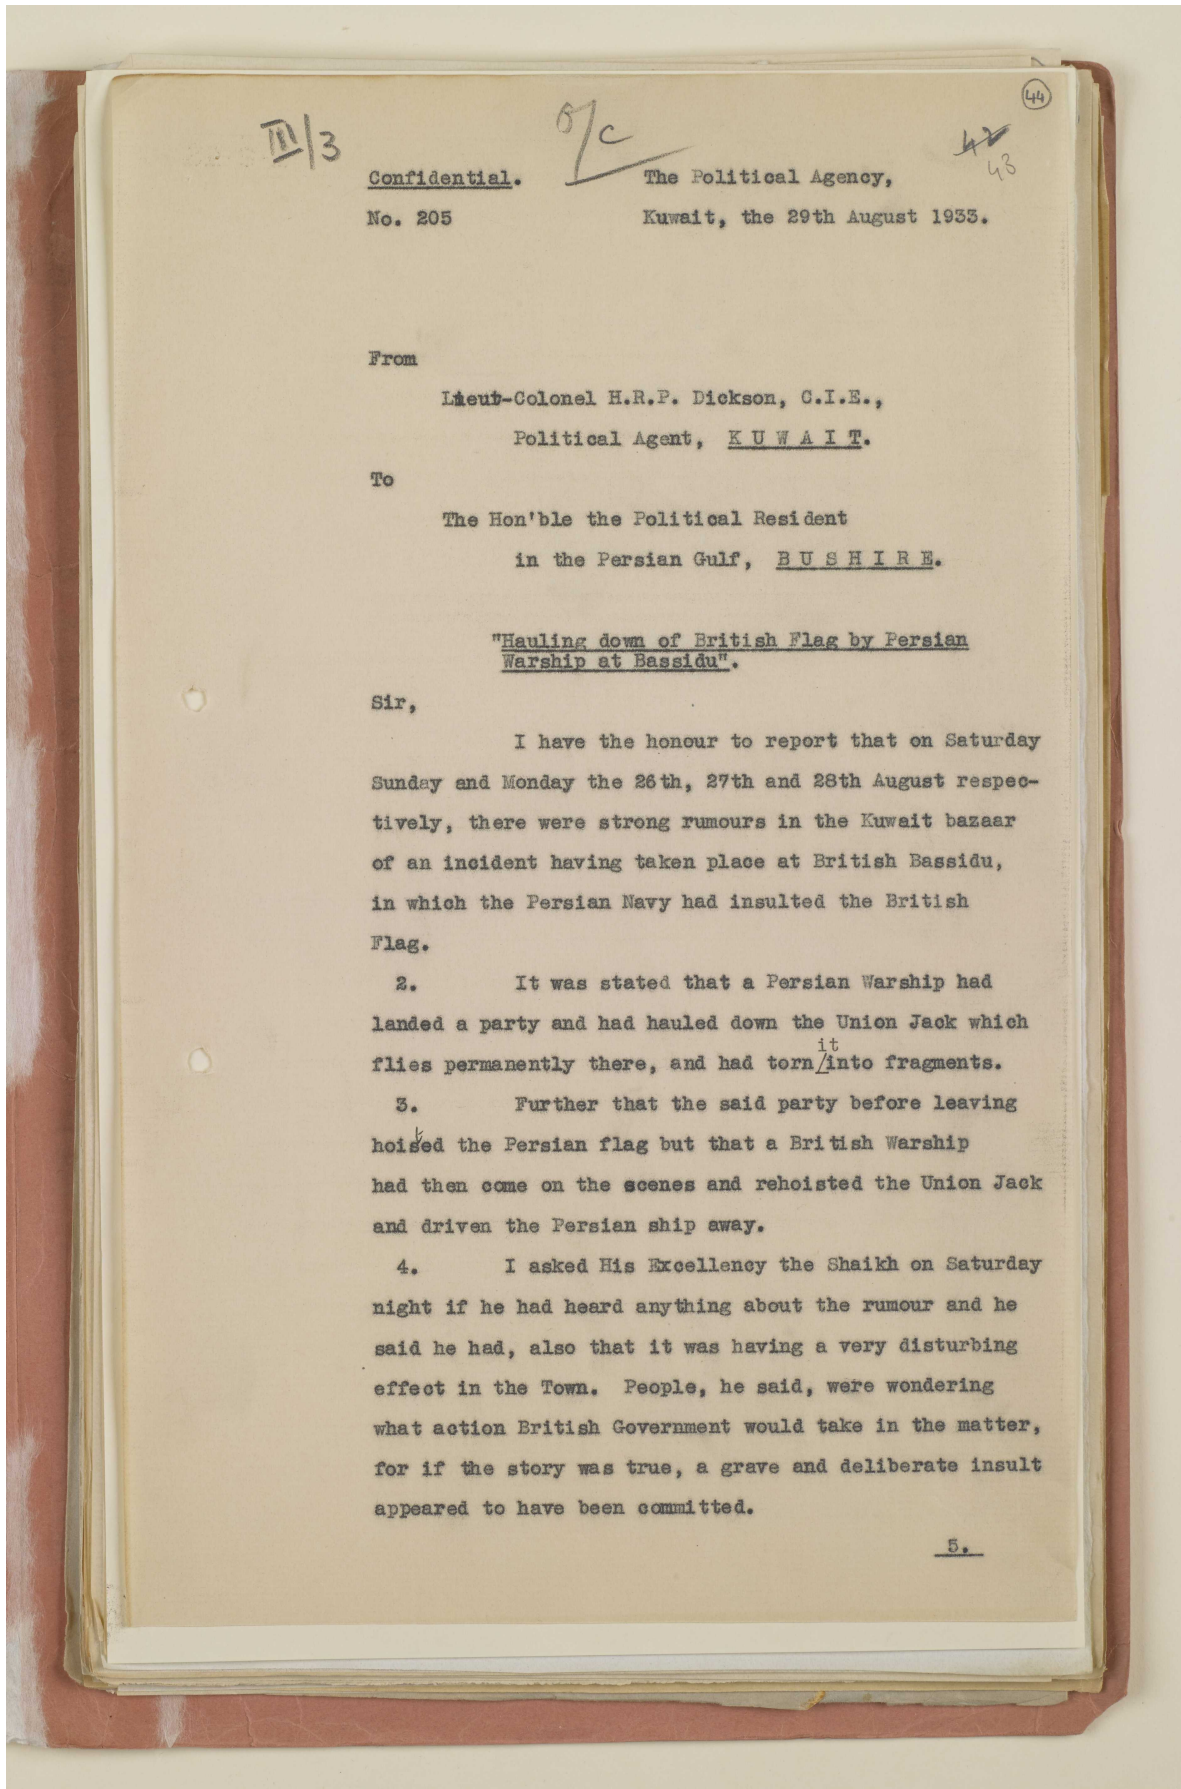 44
III/3
O/C
42
43
Confidential.
The Political Agency,
No. 205
Kuwait, the 29th August 1933.
From
Lieut-Colonel H.R.P. Dickson, C.I.E.,
Political Agent, K U W A I T.
To
The Hon'ble the Political Resident
in the Persian Gulf, B U S H I R E.
"Hauling down of British Flag by Persian
Warship at Bassidu".
Sir,
I have the honour to report that on Saturday
Sunday and Monday the 26th, 27th and 28th August respec-
tively, there were strong rumours in the Kuwait bazaar
of an incident having taken place at British Bassidu,
in which the Persian Navy had insulted the British
Flag.
2. It was stated that a Persian Warship had
landed a party and had hauled down the Union Jack which
it
flies permanently there, and had torn/into fragments.
3. Further that the said party before leaving
hoisted the Persian flag but that a British Warship
had then come on the scenes and rehoisted the Union Jack
and driven the Persian ship away.
4. I asked His Excellency the Shaikh on Saturday
night if he had heard anything about the rumour and he
said he had, also that it was having a very disturbing
effect in the Town. People, he said, were wondering
what action British Government would take in the matter,
for if the story was true, a grave and deliberate insult
appeared to have been committed.
5.